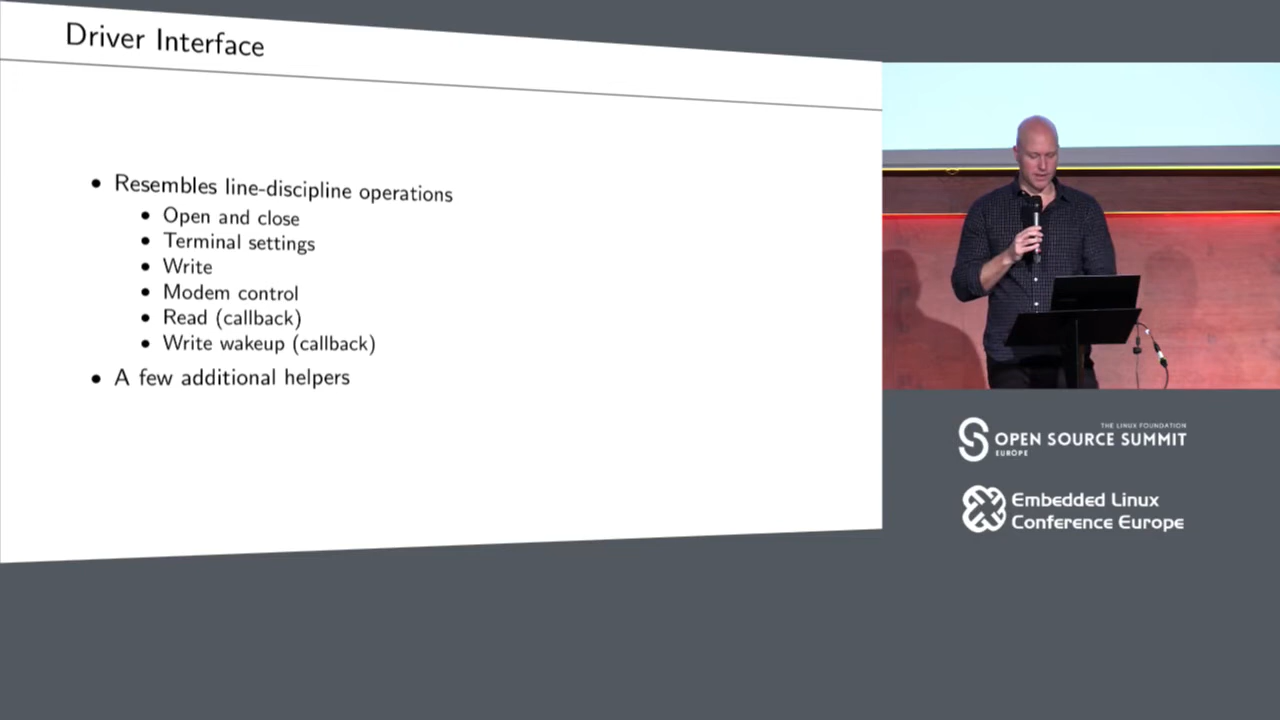 Driver Interface
• Resembles line-discipline operations
• Open and close
• Terminal settings
• Write
• Modem control
• Read (callback)
• Write wakeup (callback)
• A few additional helpers
THE LINUX FOUNDATION
OPEN SOURCE SUMMIT
EUROPE
Embedded Linux
Conference Europe